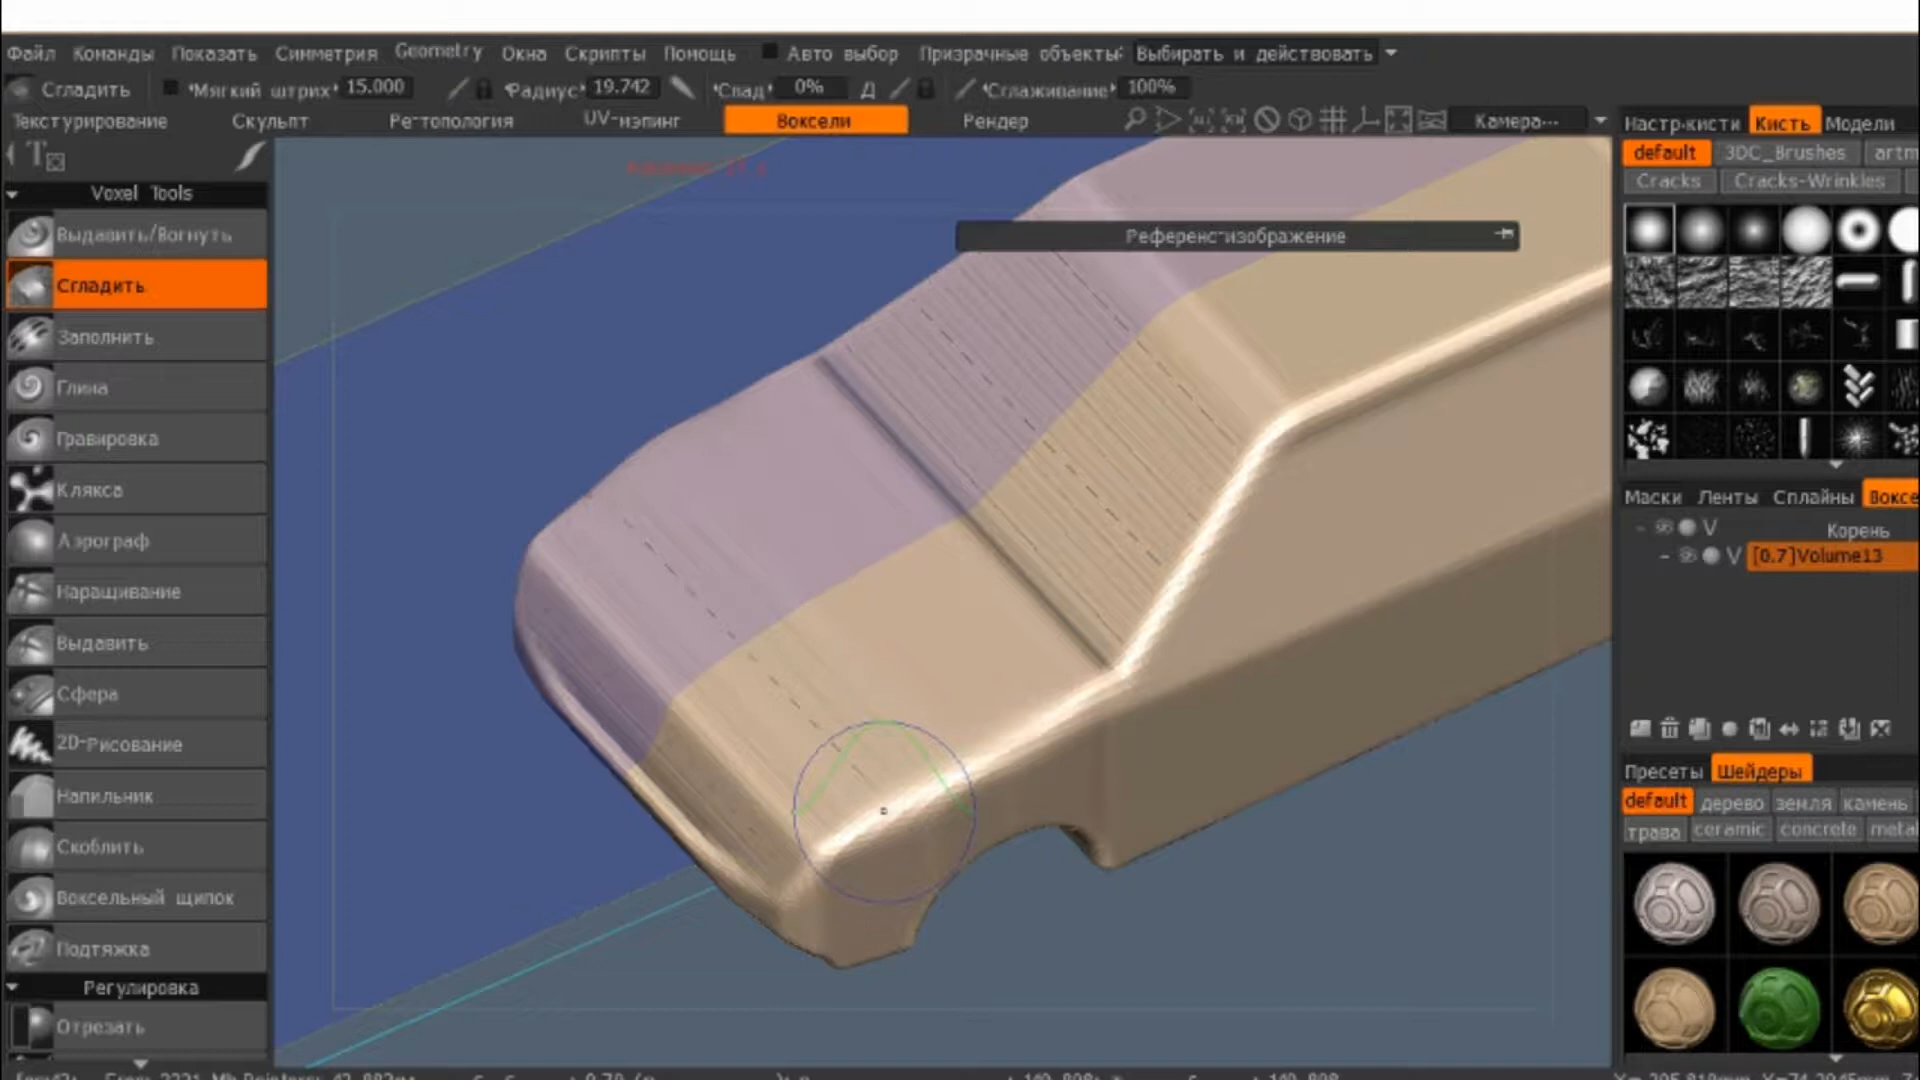 Файл Команды Показать Симметрия Geometry Окна Скрипты Помощь Авто выбор Призрачные объекты: Выбирать и действовать
Сгладить Мягкий штрих 15.000 Радиус 19.742 Спад 0% Д Сглаживание 100%
Текстурирование Скульпт Ре-топология UV-мэпинг Воксели Рендер Камера···
Настр·кисти Кисть Модели
default 3DC_Brushes artm
Cracks Cracks-Wrinkles
Voxel Tools
Выдавить/Вогнуть
Сгладить
Заполнить
Глина
Гравировка
Клякса
Аэрограф
Наращивание
Выдавить
Сфера
2D-Рисование
Напильник
Скоблить
Воксельный щипок
Подтяжка
Регулировка
Отрезать
Референс-изображение
Маски Ленты Сплайны Воксе
V Корень
V [0.7]Volume13
Пресеты Шейдеры
default дерево земля камень
трава ceramic concrete metal